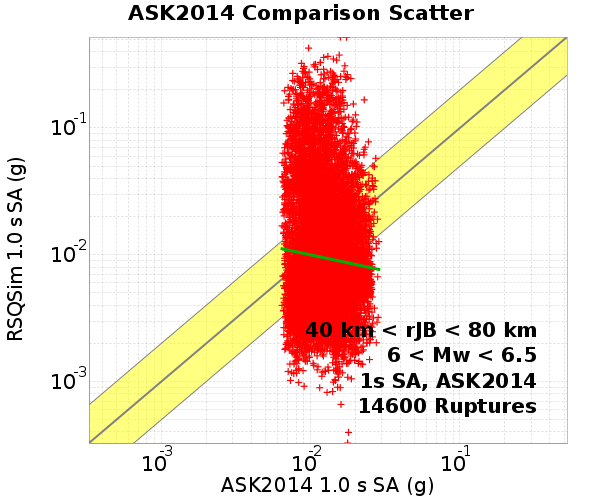 ASK2014 Comparison Scatter
RSQSim 1.0 s SA (g)
10⁻¹
10⁻²
10⁻³
40 km < rJB < 80 km
6 < Mw < 6.5
1s SA, ASK2014
14600 Ruptures
10⁻³ 10⁻² 10⁻¹
ASK2014 1.0 s SA (g)